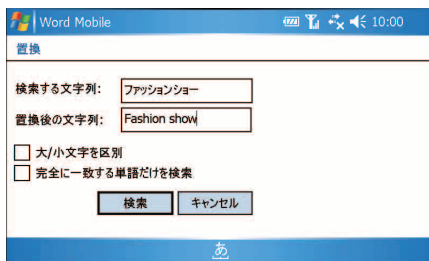 Word Mobile 10:00
置換
検索する文字列: ファッションショー
置換後の文字列: Fashion show
大/小文字を区別
完全に一致する単語だけを検索
検索 キャンセル
あ